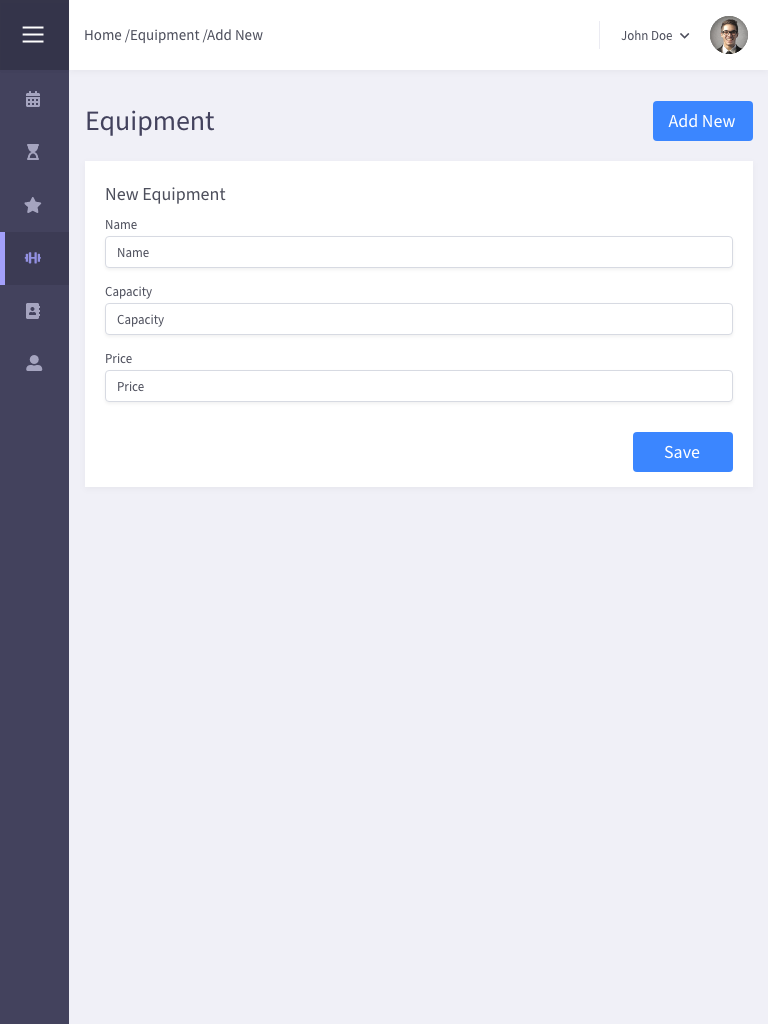 Home /Equipment /Add New
John Doe
Equipment
Add New
New Equipment
Name
Name
Capacity
Capacity
Price
Price
Save